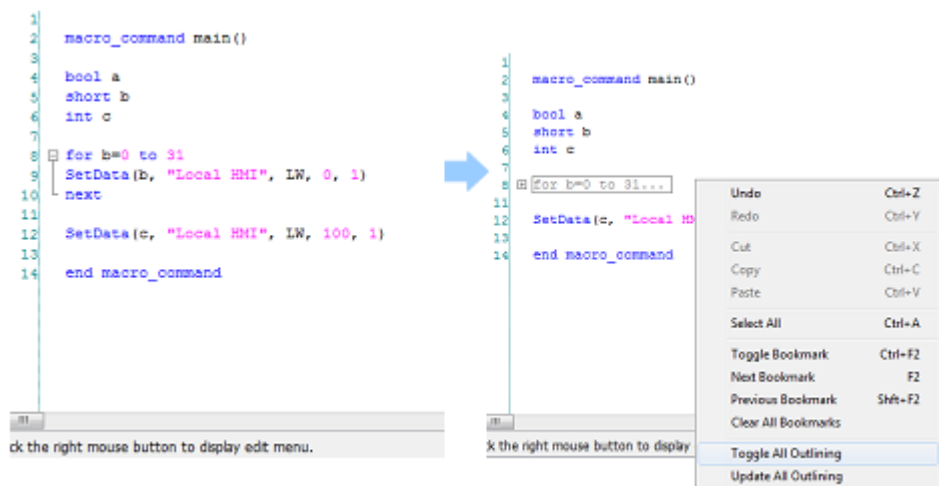 1
2 macro_command main()
3
4 bool a
5 short b
6 int c
7
8 for b=0 to 31
9 SetData(b, "Local HMI", LW, 0, 1)
10 next
11
12 SetData(c, "Local HMI", LW, 100, 1)
13
14 end macro_command
ck the right mouse button to display edit menu.
1
2 macro_command main()
3
4 bool a
5 short b
6 int c
7
8 for b=0 to 31...
11
12 SetData(c, "Local HM
13
14 end macro_command
ck the right mouse button to display
Undo Ctrl+Z
Redo Ctrl+Y
Cut Ctrl+X
Copy Ctrl+C
Paste Ctrl+V
Select All Ctrl+A
Toggle Bookmark Ctrl+F2
Next Bookmark F2
Previous Bookmark Shft+F2
Clear All Bookmarks
Toggle All Outlining
Update All Outlining